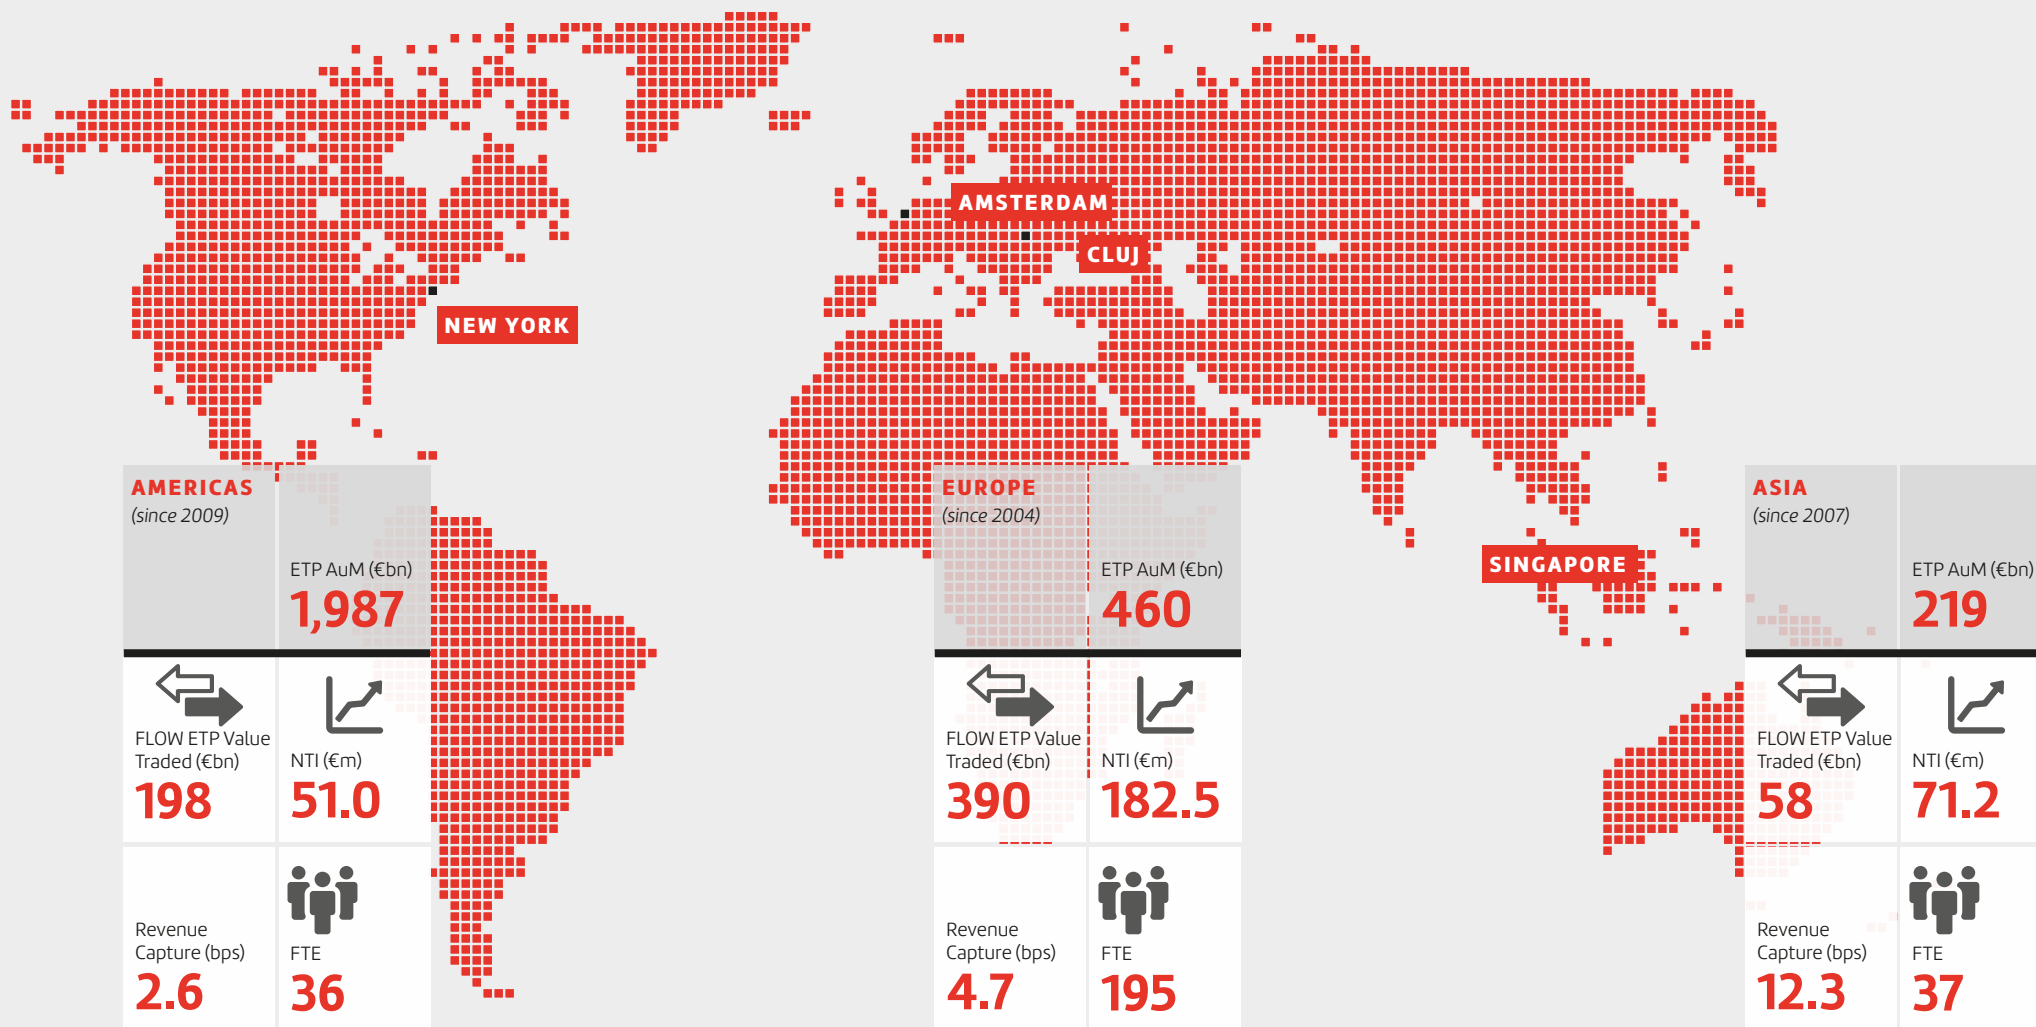 AMSTERDAM
CLUJ
NEW YORK
SINGAPORE
AMERICAS
(since 2009)
ETP AuM (€bn)
1,987
FLOW ETP Value
Traded (€bn)
198
NTI (€m)
51.0
Revenue
Capture (bps)
2.6
FTE
36
EUROPE
(since 2004)
ETP AuM (€bn)
460
FLOW ETP Value
Traded (€bn)
390
NTI (€m)
182.5
Revenue
Capture (bps)
4.7
FTE
195
ASIA
(since 2007)
ETP AuM (€bn)
219
FLOW ETP Value
Traded (€bn)
58
NTI (€m)
71.2
Revenue
Capture (bps)
12.3
FTE
37